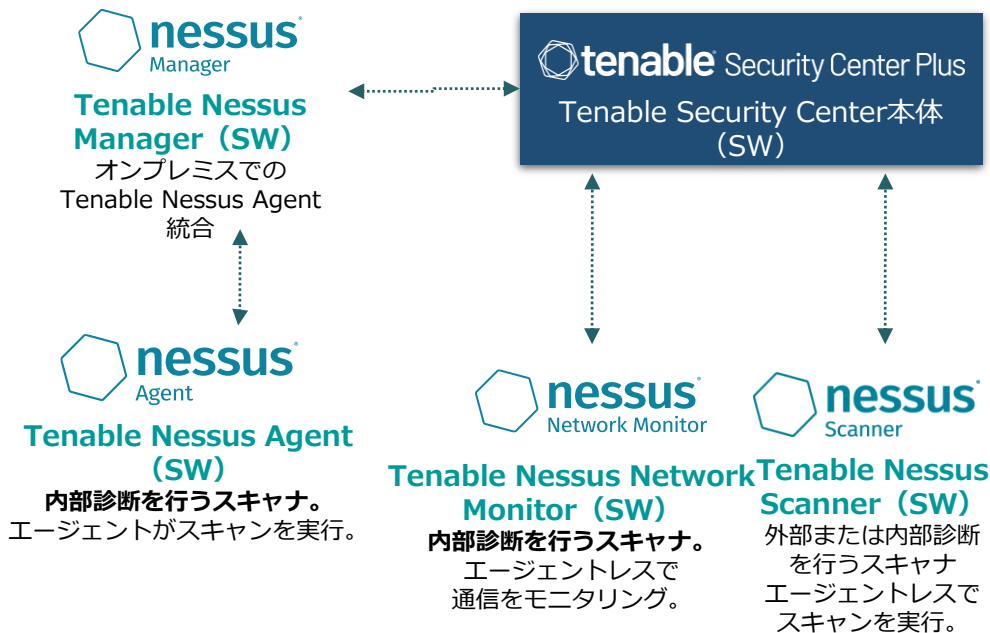 nessus
Manager
Tenable Nessus
Manager（SW）
オンプレミスでの
Tenable Nessus Agent
統合
tenable Security Center Plus
Tenable Security Center本体
（SW）
nessus
Agent
Tenable Nessus Agent
（SW）
内部診断を行うスキャナ。
エージェントがスキャンを実行。
nessus
Network Monitor
Tenable Nessus Network
Monitor（SW）
内部診断を行うスキャナ。
エージェントレスで
通信をモニタリング。
nessus
Scanner
Tenable Nessus
Scanner（SW）
外部または内部診断
を行うスキャナ
エージェントレスで
スキャンを実行。